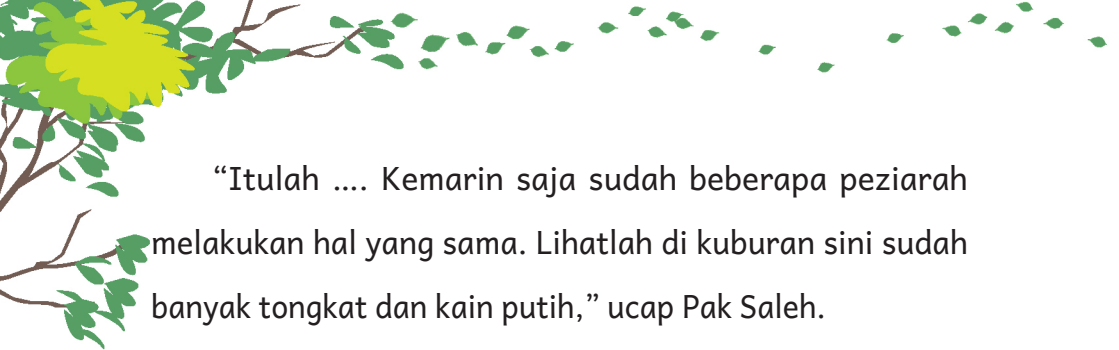 “Itulah .... Kemarin saja sudah beberapa peziarah
melakukan hal yang sama. Lihatlah di kuburan sini sudah
banyak tongkat dan kain putih,” ucap Pak Saleh.